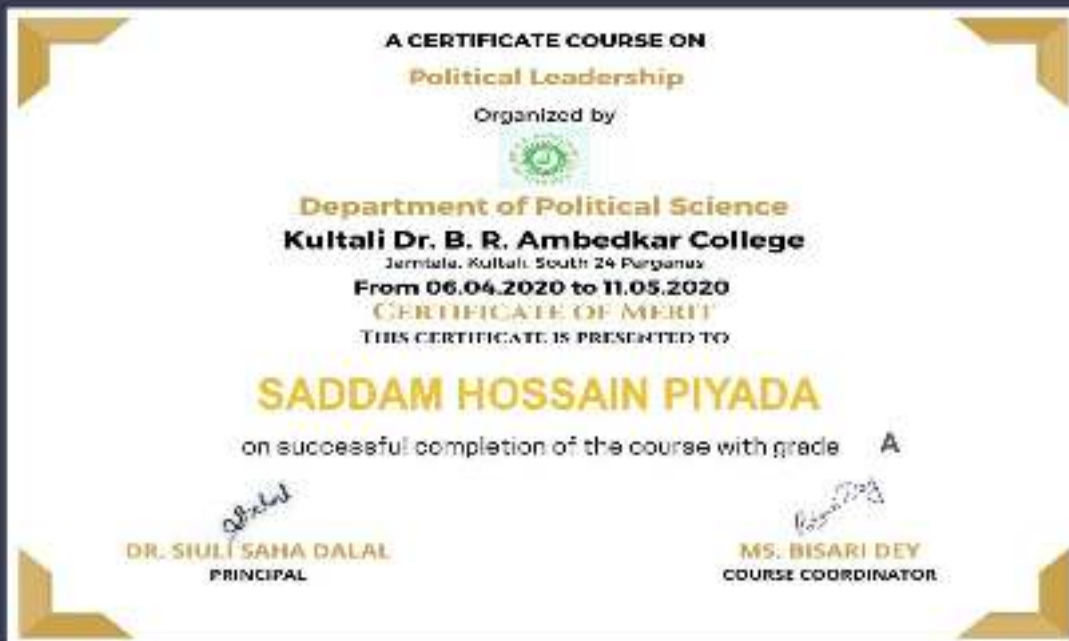 A CERTIFICATE COURSE ON
Political Leadership
Organized by
Department of Political Science
Kultali Dr. B. R. Ambedkar College
Jamtala, Kultali, South 24 Parganas
From 06.04.2020 to 11.05.2020
CERTIFICATE OF MERIT
THIS CERTIFICATE IS PRESENTED TO
SADDAM HOSSAIN PIYADA
on successful completion of the course with grade A
DR. SIULI SAHA DALAL
PRINCIPAL
MS. BISARI DEY
COURSE COORDINATOR